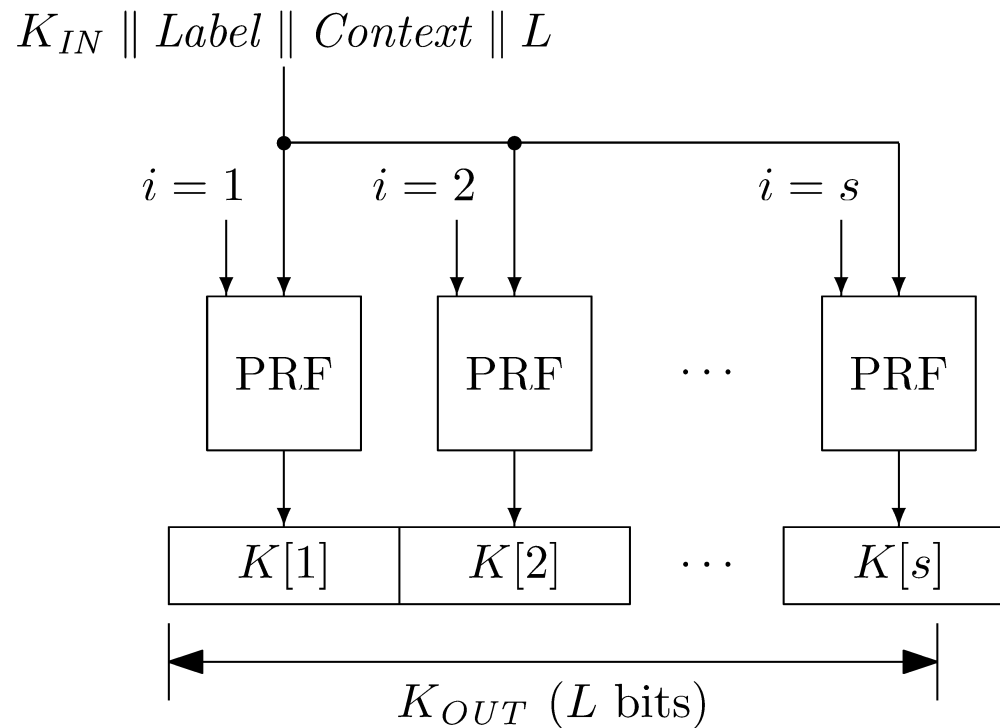 K_IN ∥ Label ∥ Context ∥ L
i = 1 i = 2 i = s
PRF PRF ··· PRF
K[1] K[2] ··· K[s]
K_OUT (L bits)